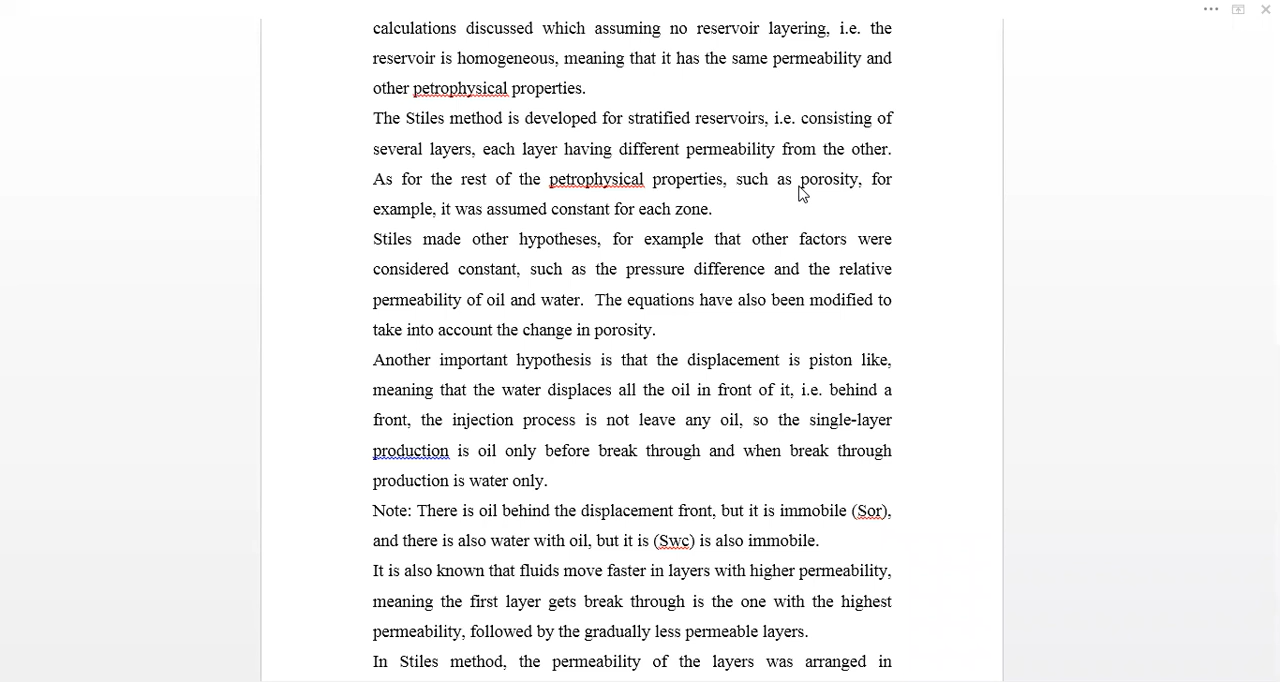 calculations discussed which assuming no reservoir layering, i.e. the
reservoir is homogeneous, meaning that it has the same permeability and
other petrophysical properties.
The Stiles method is developed for stratified reservoirs, i.e. consisting of
several layers, each layer having different permeability from the other.
As for the rest of the petrophysical properties, such as porosity, for
example, it was assumed constant for each zone.
Stiles made other hypotheses, for example that other factors were
considered constant, such as the pressure difference and the relative
permeability of oil and water. The equations have also been modified to
take into account the change in porosity.
Another important hypothesis is that the displacement is piston like,
meaning that the water displaces all the oil in front of it, i.e. behind a
front, the injection process is not leave any oil, so the single-layer
production is oil only before break through and when break through
production is water only.
Note: There is oil behind the displacement front, but it is immobile (Sor),
and there is also water with oil, but it is (Swc) is also immobile.
It is also known that fluids move faster in layers with higher permeability,
meaning the first layer gets break through is the one with the highest
permeability, followed by the gradually less permeable layers.
In Stiles method, the permeability of the layers was arranged in